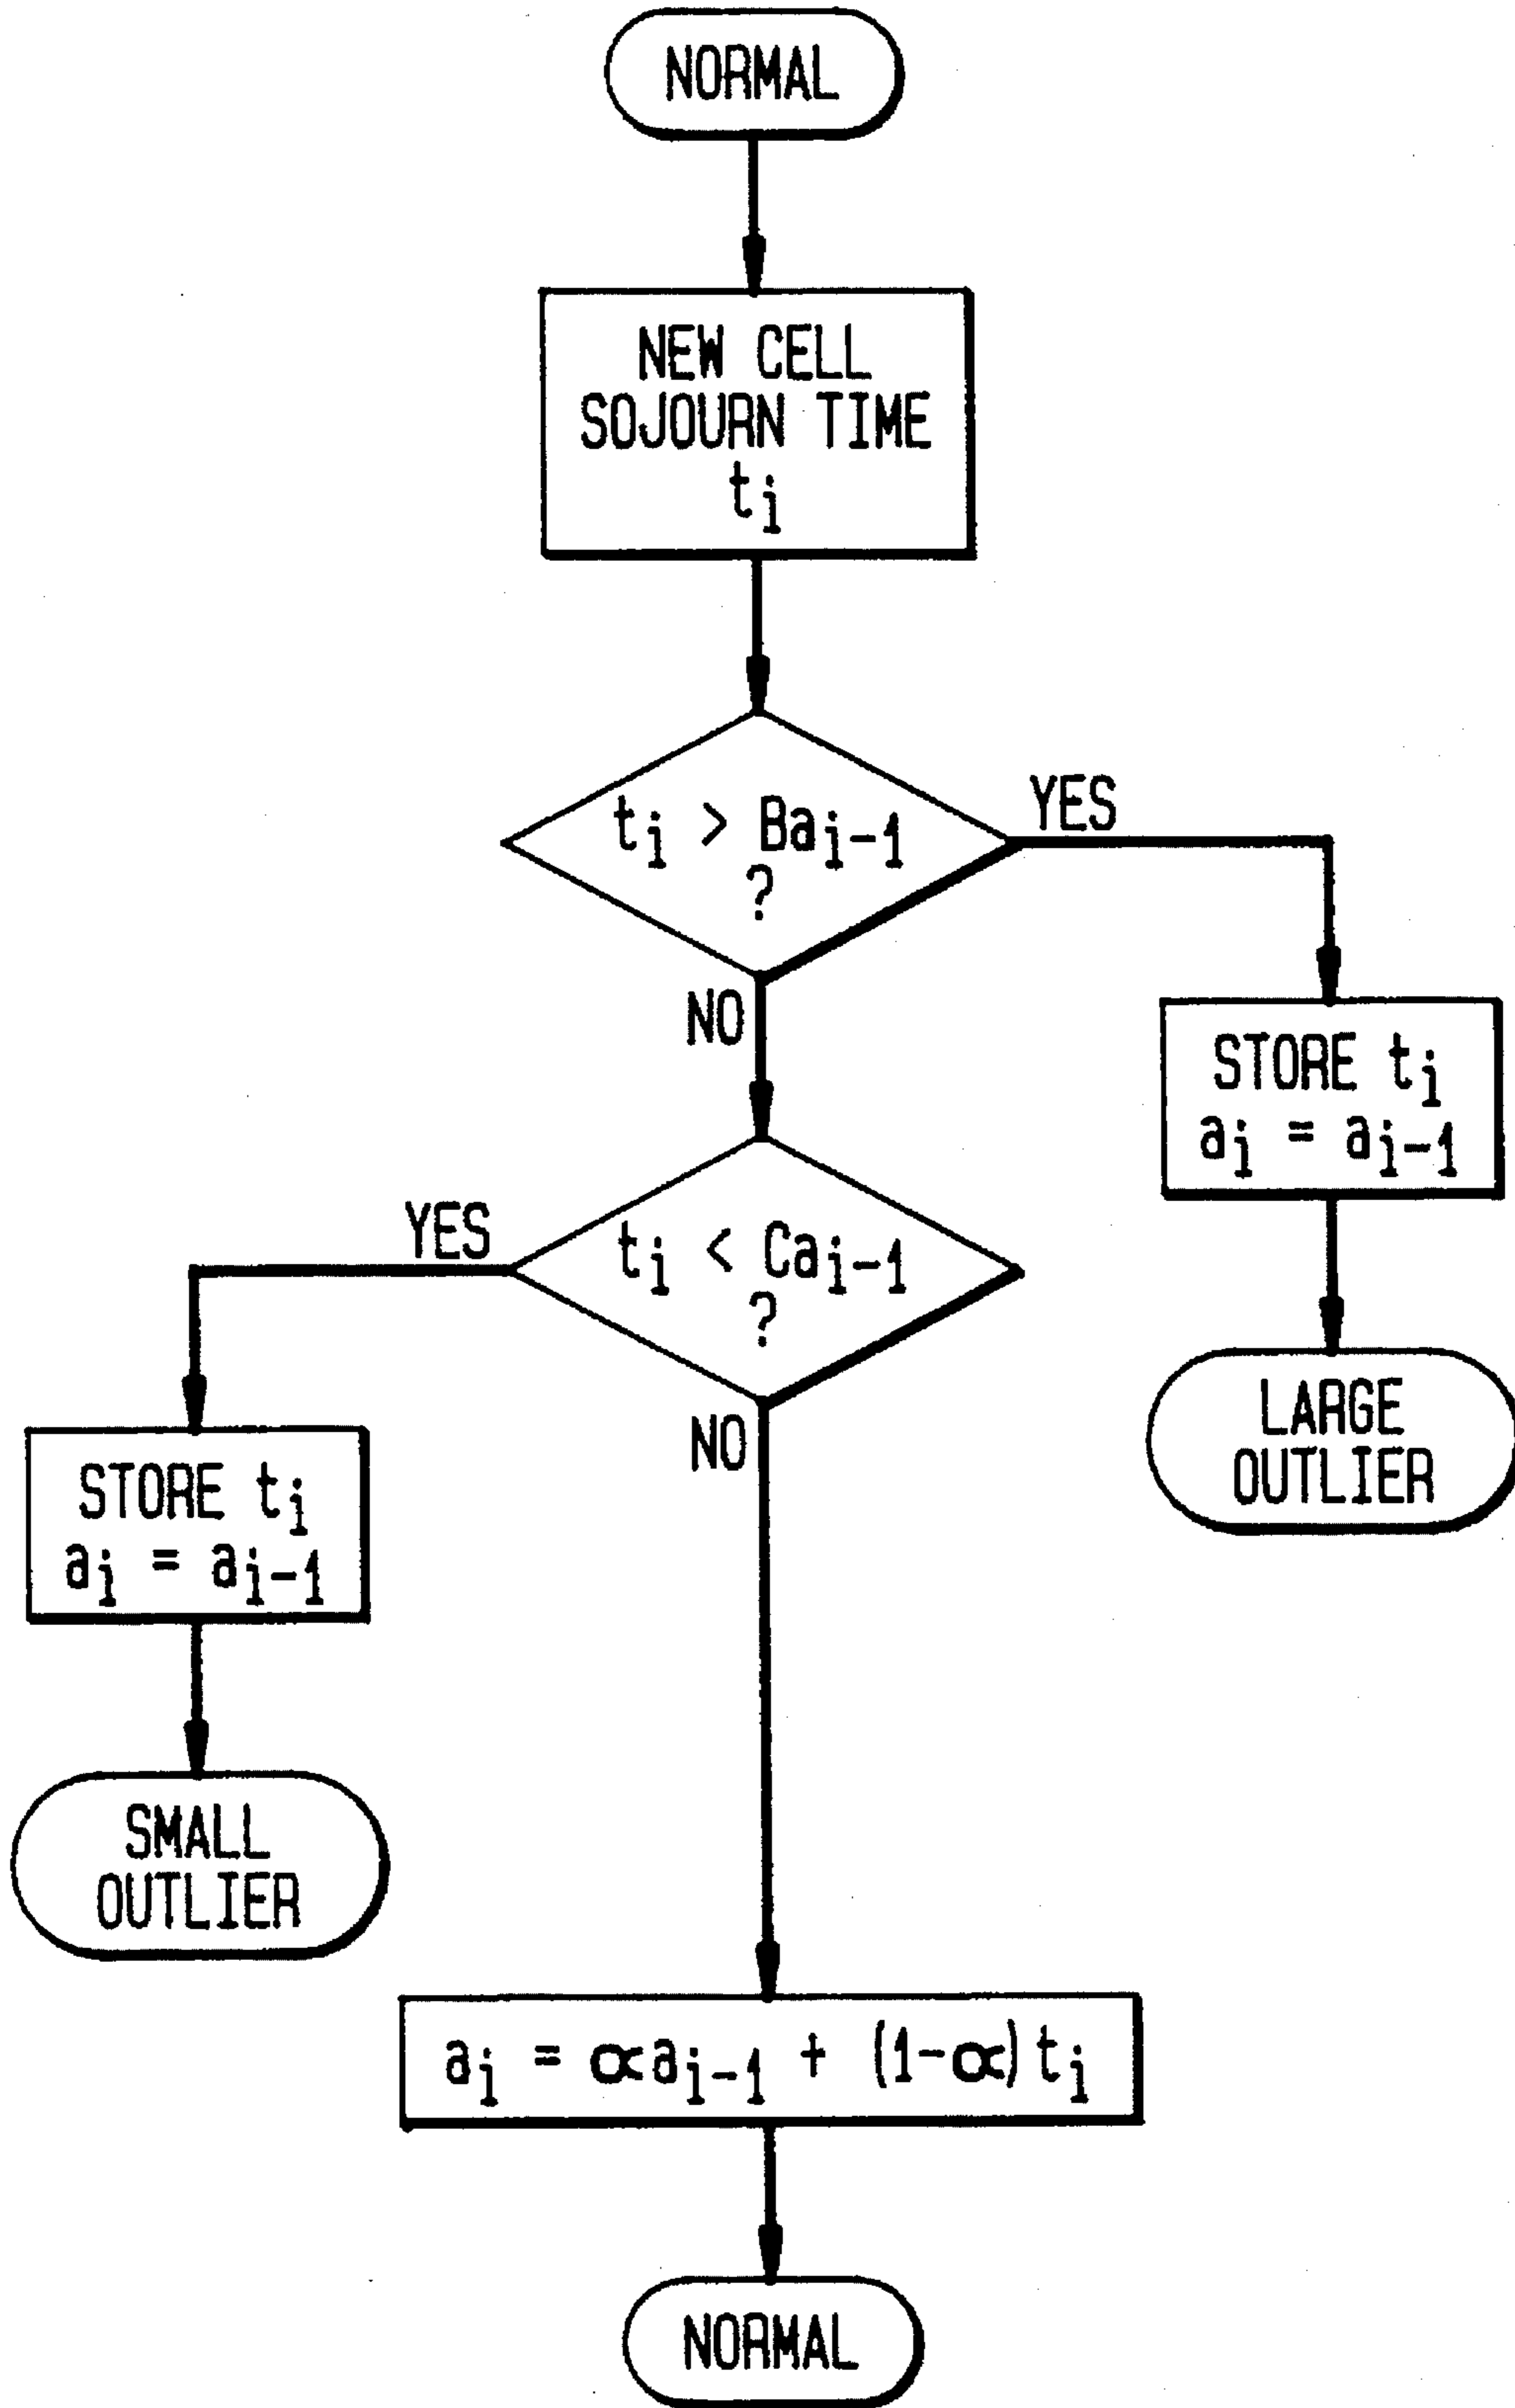 NORMAL
NEW CELL
SOJOURN TIME
tᵢ
tᵢ > Baᵢ₋₁
?
YES
NO
STORE tᵢ
aᵢ = aᵢ₋₁
LARGE
OUTLIER
tᵢ < Caᵢ₋₁
?
YES
NO
STORE tᵢ
aᵢ = aᵢ₋₁
SMALL
OUTLIER
aᵢ = αaᵢ₋₁ + (1-α)tᵢ
NORMAL